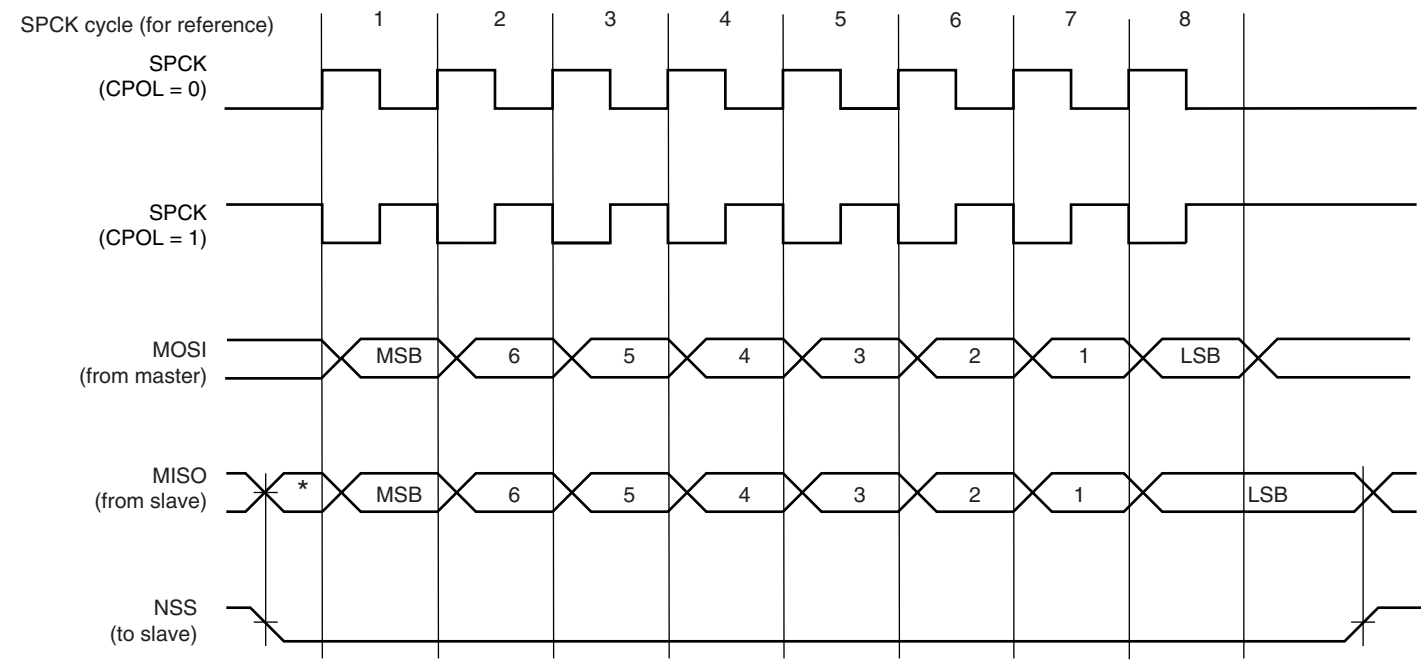 SPCK cycle (for reference)
1 2 3 4 5 6 7 8
SPCK
(CPOL = 0)
SPCK
(CPOL = 1)
MOSI
(from master)
MSB 6 5 4 3 2 1 LSB
MISO
(from slave)
* MSB 6 5 4 3 2 1 LSB
NSS
(to slave)